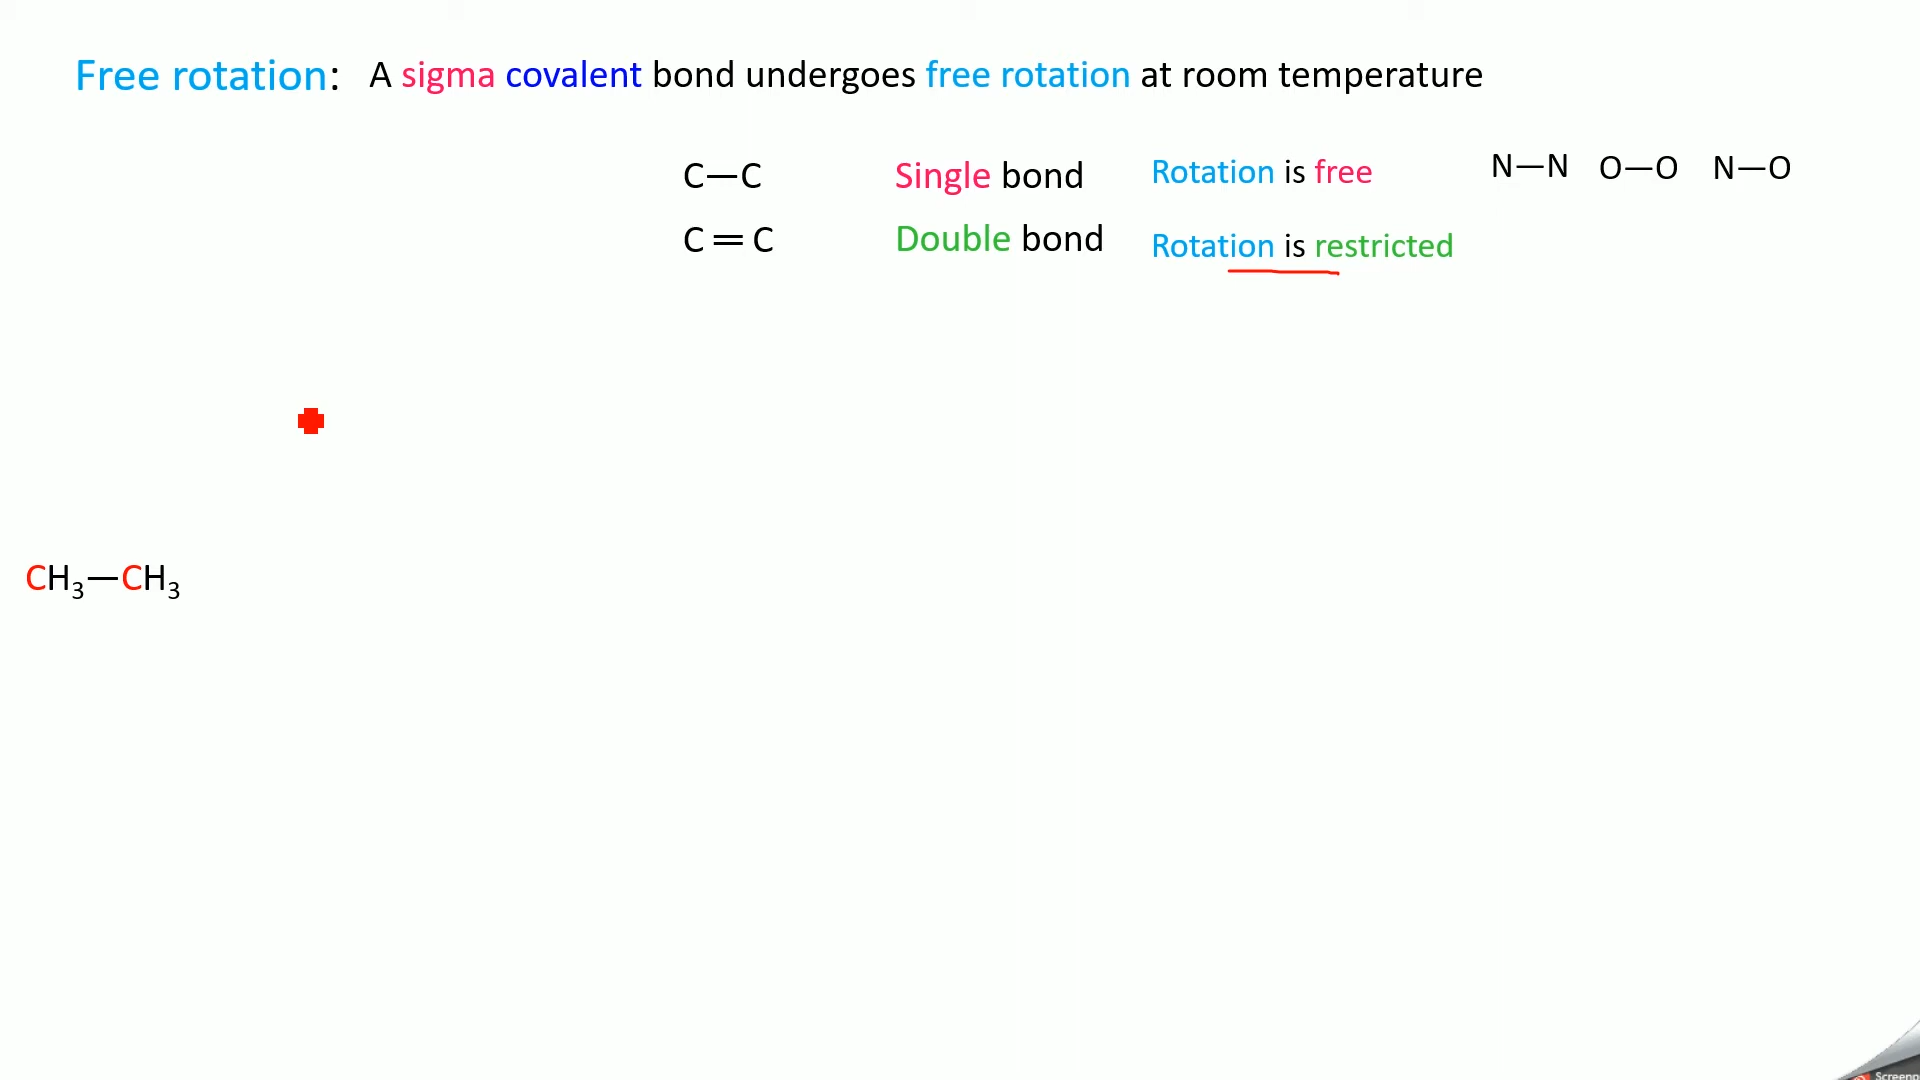 Free rotation: A sigma covalent bond undergoes free rotation at room temperature
C—C Single bond Rotation is free N—N O—O N—O
C═C Double bond Rotation is restricted
CH₃—CH₃